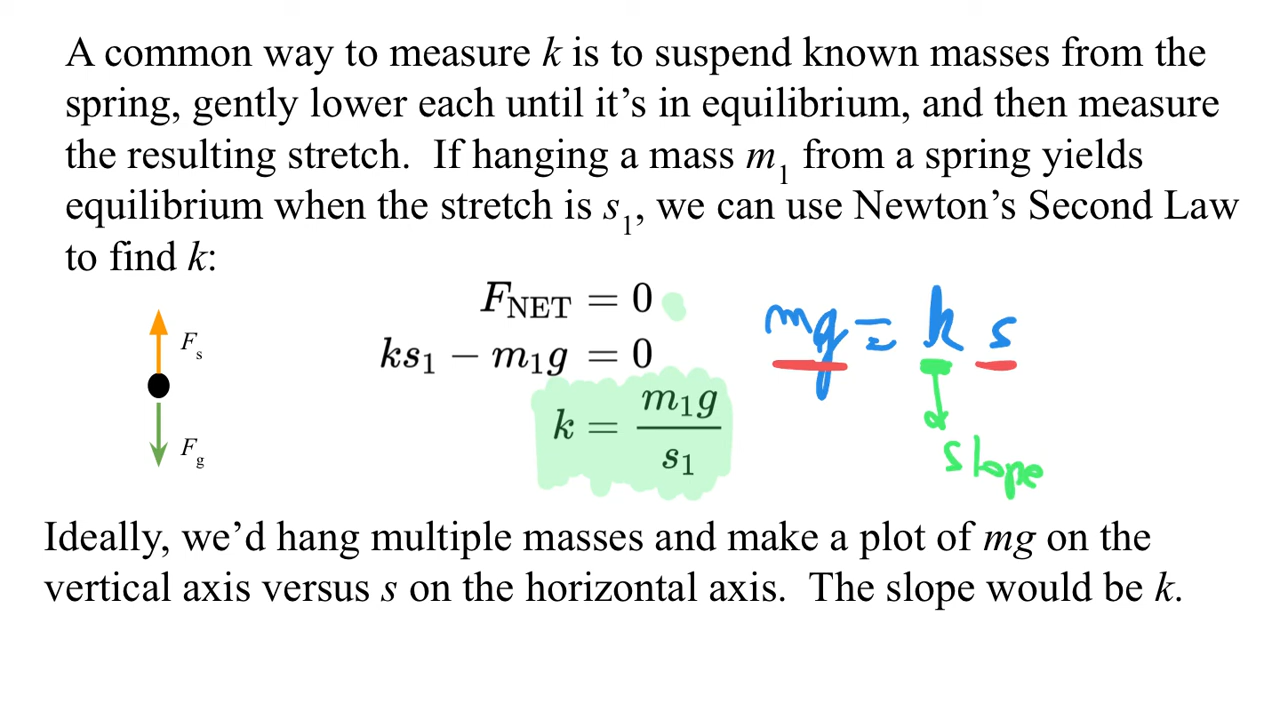 A common way to measure k is to suspend known masses from the
spring, gently lower each until it’s in equilibrium, and then measure
the resulting stretch. If hanging a mass m₁ from a spring yields
equilibrium when the stretch is s₁, we can use Newton’s Second Law
to find k:
F_NET = 0
ks₁ − m₁g = 0
k = m₁g / s₁
F_s
F_g
mg = k s
slope
Ideally, we’d hang multiple masses and make a plot of mg on the
vertical axis versus s on the horizontal axis. The slope would be k.